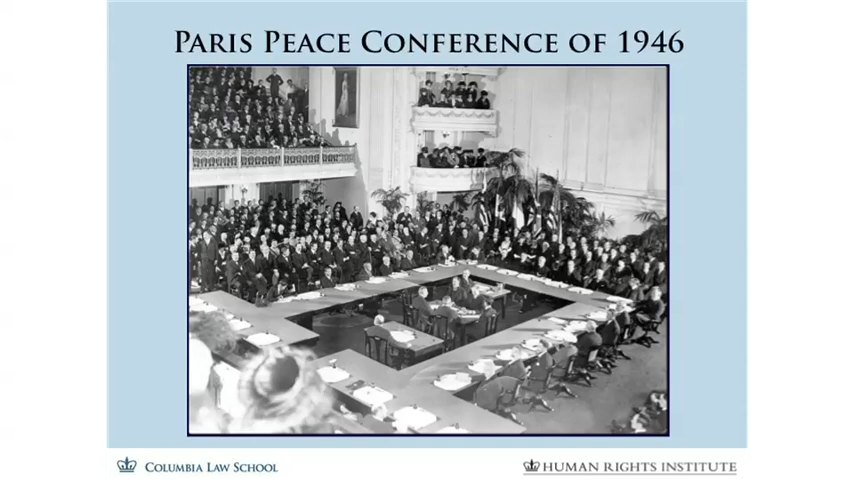 Paris Peace Conference of 1946
Columbia Law School
Human Rights Institute